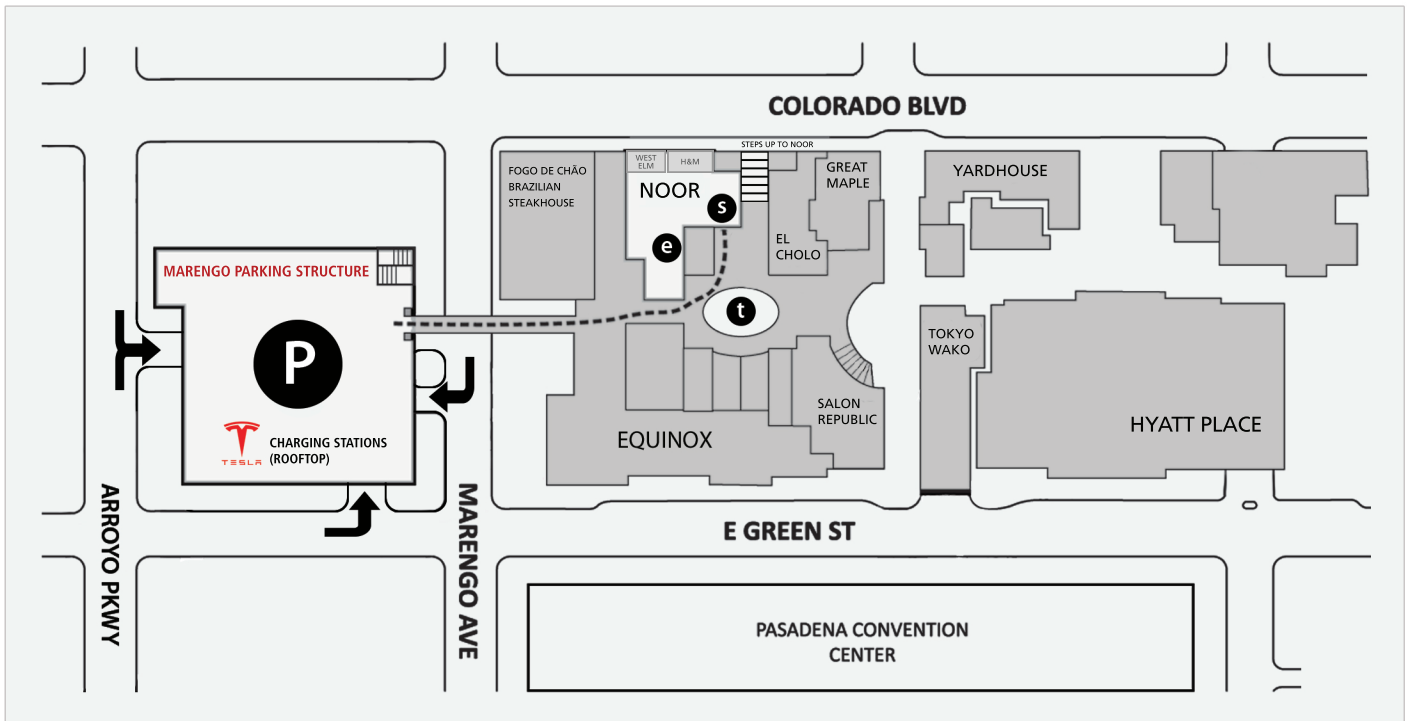 COLORADO BLVD
STEPS UP TO NOOR
WEST
ELM
H&M
FOGO DE CHÃO
BRAZILIAN
STEAKHOUSE
NOOR
s
e
GREAT
MAPLE
YARDHOUSE
EL
CHOLO
MARENGO PARKING STRUCTURE
t
P
TOKYO
WAKO
SALON
REPUBLIC
EQUINOX
HYATT PLACE
TESLA
CHARGING STATIONS
(ROOFTOP)
ARROYO PKWY
MARENGO AVE
E GREEN ST
PASADENA CONVENTION
CENTER